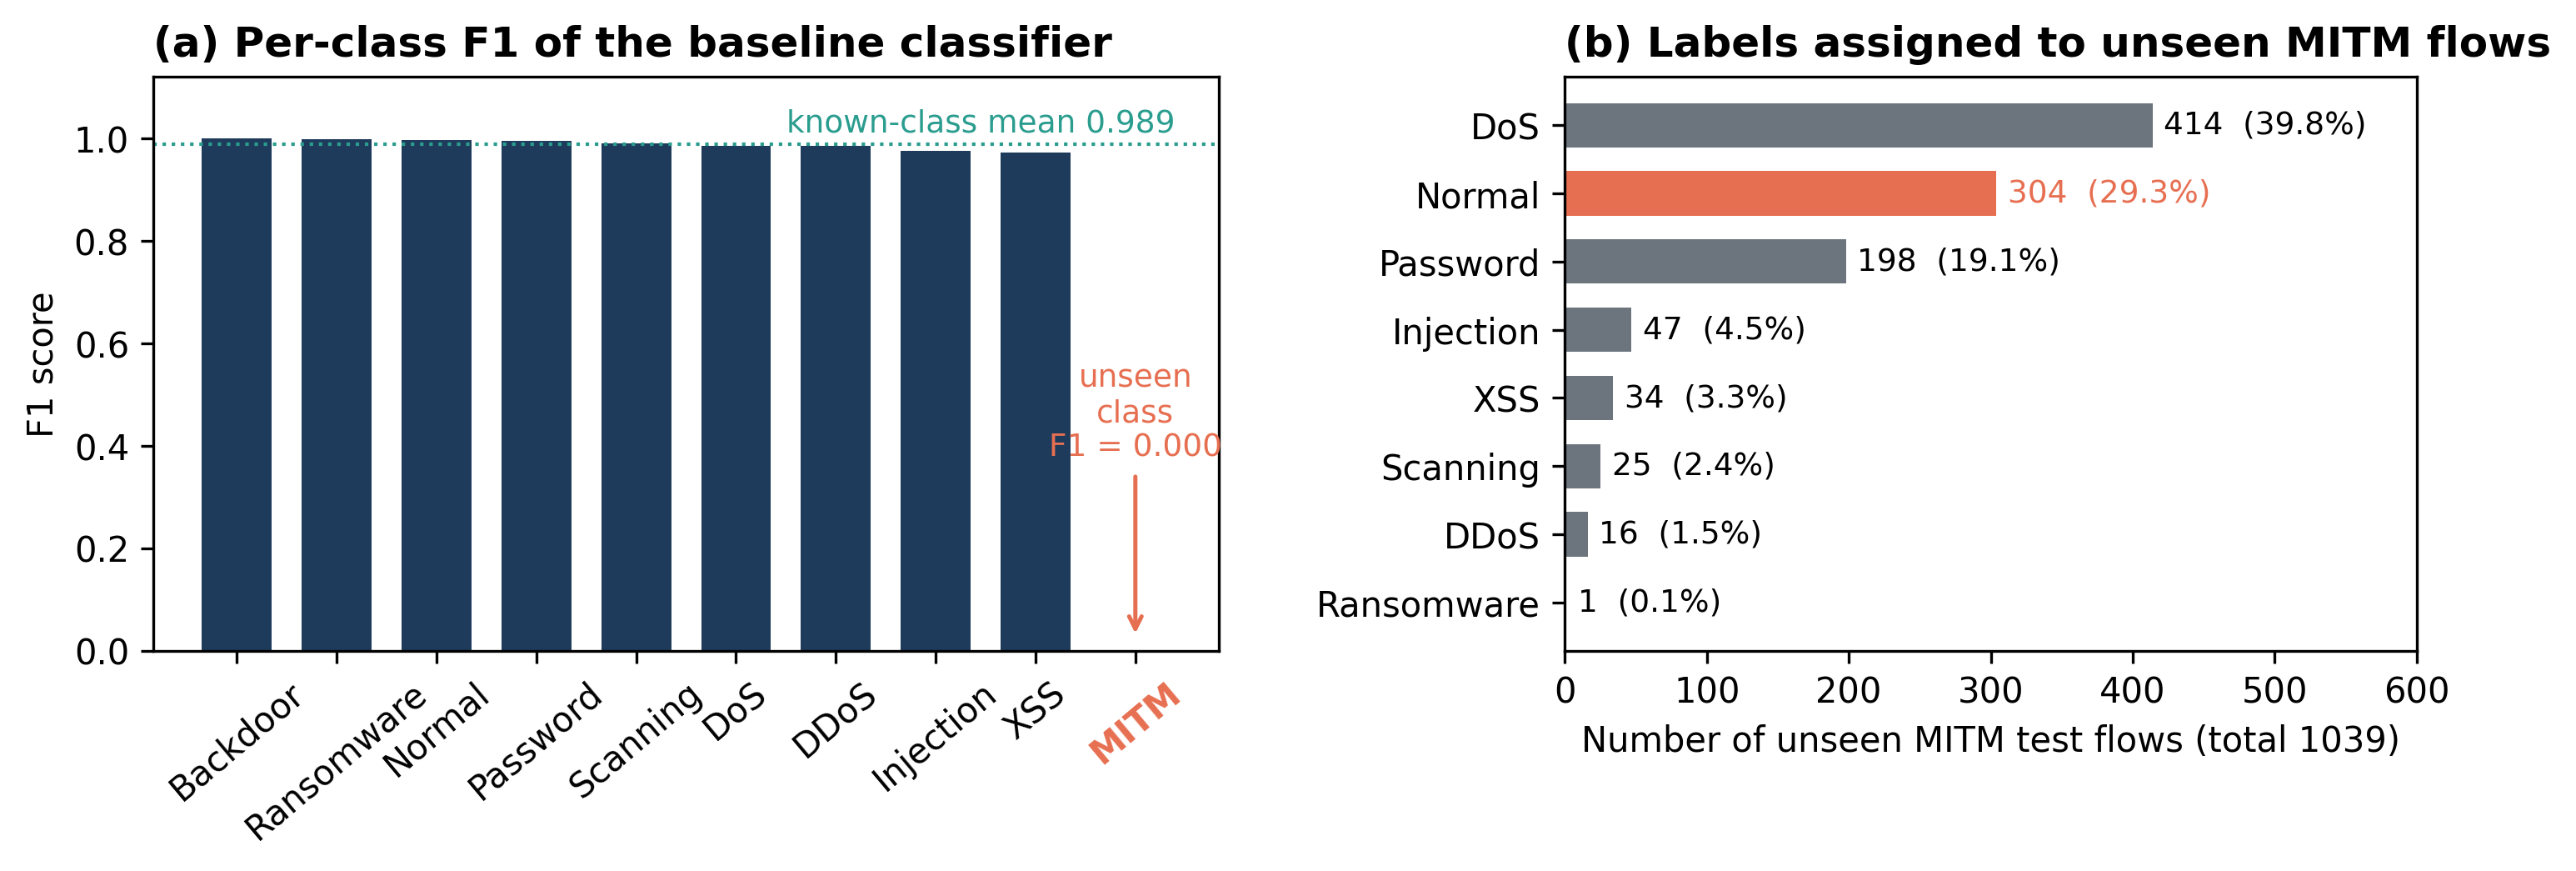 (a) Per-class F1 of the baseline classifier
known-class mean 0.989
1.0
0.8
0.6
0.4
0.2
0.0
F1 score
unseen
class
F1 = 0.000
Backdoor
Ransomware
Normal
Password
Scanning
DoS
DDoS
Injection
XSS
MITM
(b) Labels assigned to unseen MITM flows
DoS 414 (39.8%)
Normal 304 (29.3%)
Password 198 (19.1%)
Injection 47 (4.5%)
XSS 34 (3.3%)
Scanning 25 (2.4%)
DDoS 16 (1.5%)
Ransomware 1 (0.1%)
0 100 200 300 400 500 600
Number of unseen MITM test flows (total 1039)